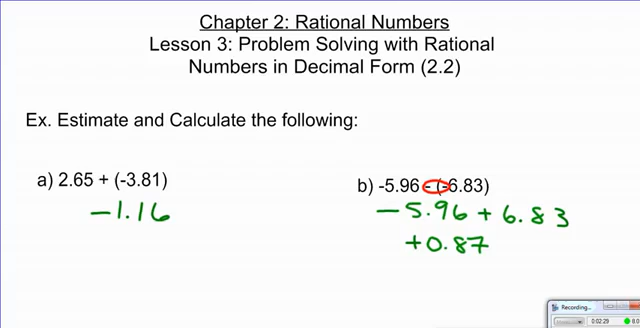 Chapter 2: Rational Numbers
Lesson 3: Problem Solving with Rational
Numbers in Decimal Form (2.2)
Ex. Estimate and Calculate the following:
a) 2.65 + (-3.81)
-1.16
b) -5.96 - (-6.83)
-5.96 + 6.83
+0.87
Recording...
0:02:29